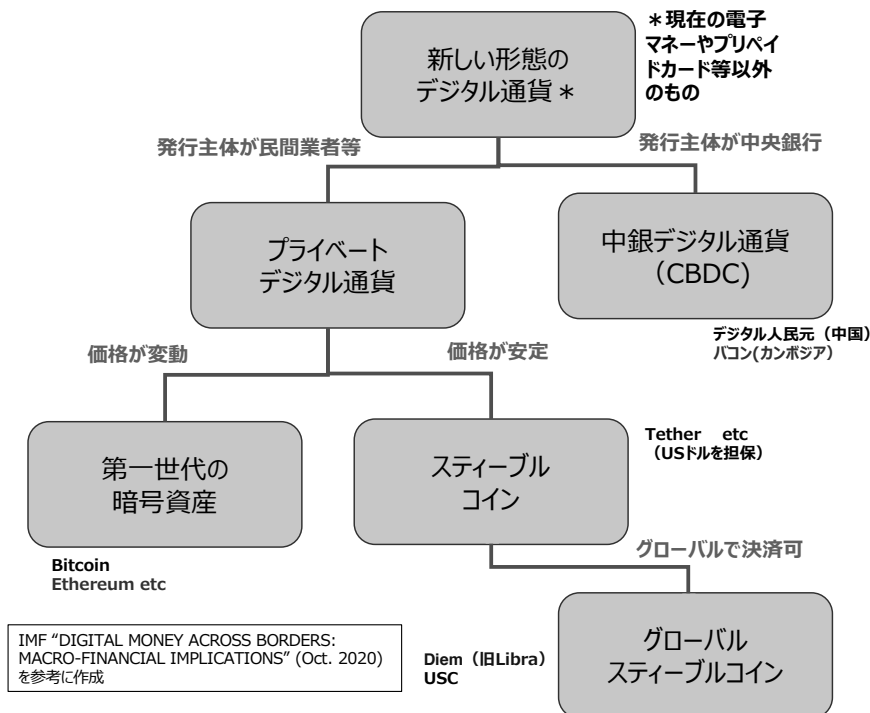 新しい形態の
デジタル通貨＊
＊現在の電子
マネーやプリペイ
ドカード等以外
のもの
発行主体が民間業者等
発行主体が中央銀行
プライベート
デジタル通貨
中銀デジタル通貨
（CBDC)
デジタル人民元（中国）
バコン(カンボジア）
価格が変動
価格が安定
第一世代の
暗号資産
スティーブル
コイン
Tether etc
（USドルを担保）
Bitcoin
Ethereum etc
グローバルで決済可
IMF “DIGITAL MONEY ACROSS BORDERS:
MACRO-FINANCIAL IMPLICATIONS” (Oct. 2020)
を参考に作成
Diem（旧Libra）
USC
グローバル
スティーブルコイン